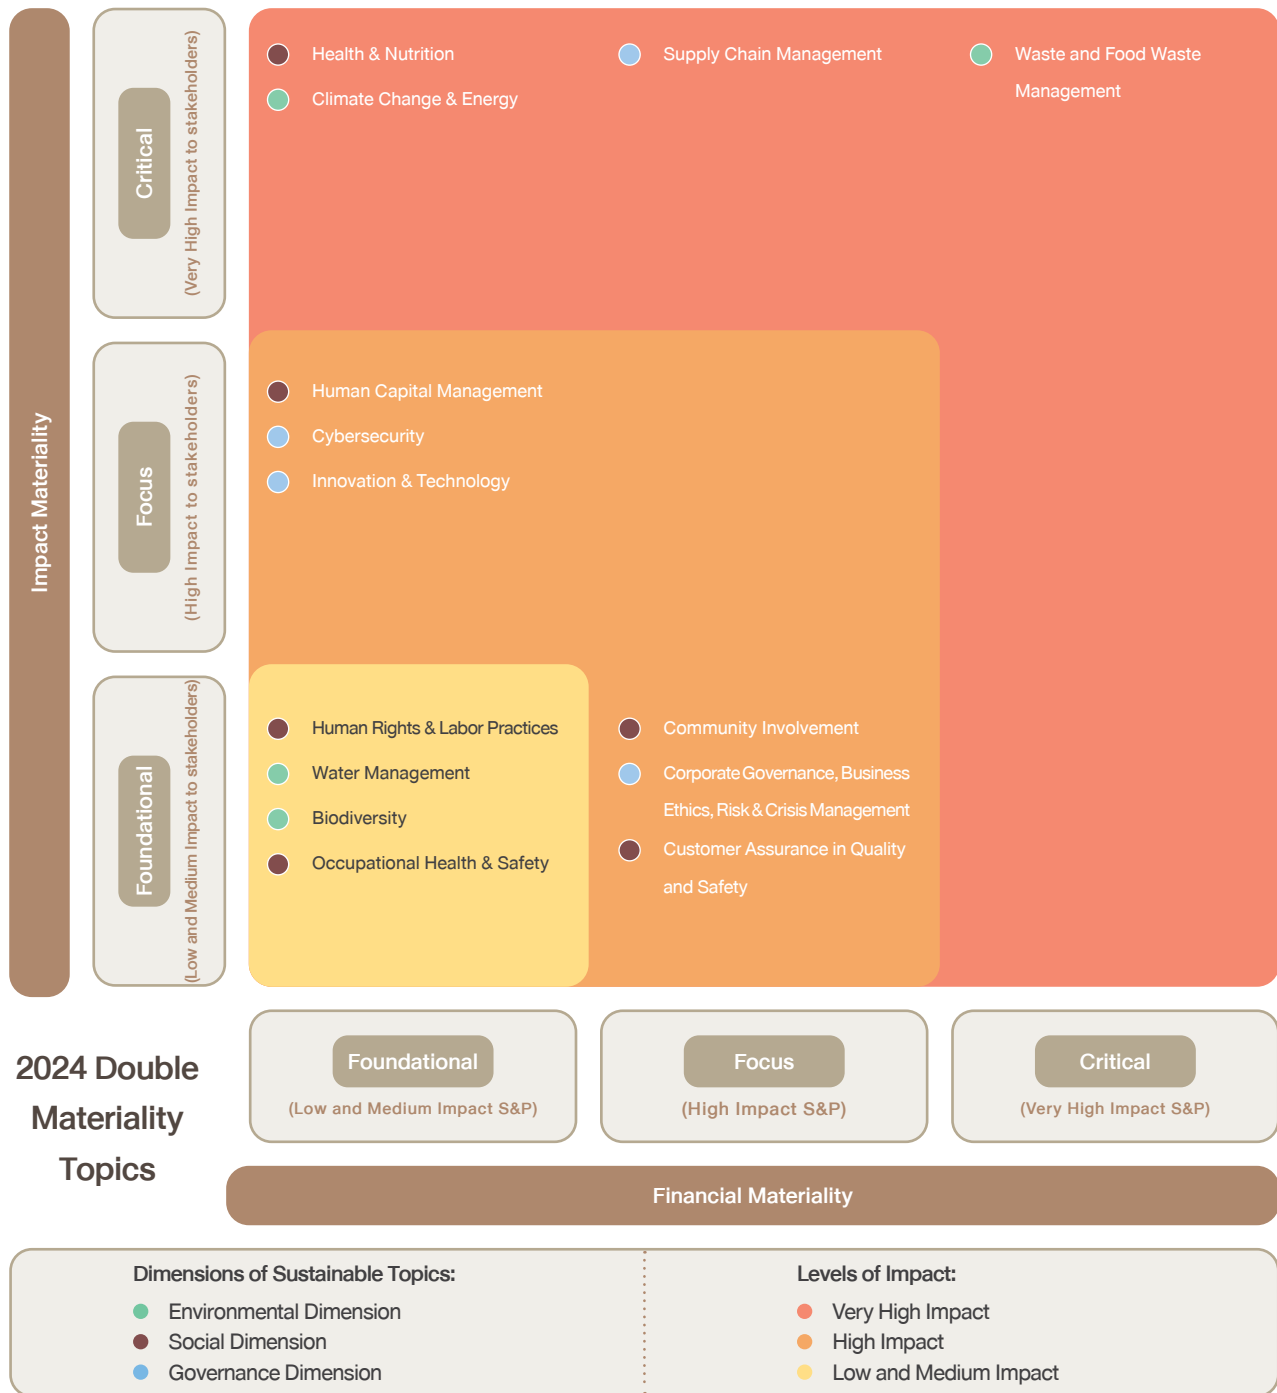 Impact Materiality
Critical
(Very High Impact to stakeholders)
Health & Nutrition
Climate Change & Energy
Supply Chain Management
Waste and Food Waste
Management
Focus
(High Impact to stakeholders)
Human Capital Management
Cybersecurity
Innovation & Technology
Foundational
(Low and Medium Impact to stakeholders)
Human Rights & Labor Practices
Water Management
Biodiversity
Occupational Health & Safety
Community Involvement
Corporate Governance, Business
Ethics, Risk & Crisis Management
Customer Assurance in Quality
and Safety
2024 Double
Materiality
Topics
Foundational
(Low and Medium Impact S&P)
Focus
(High Impact S&P)
Critical
(Very High Impact S&P)
Financial Materiality
Dimensions of Sustainable Topics:
Environmental Dimension
Social Dimension
Governance Dimension
Levels of Impact:
Very High Impact
High Impact
Low and Medium Impact